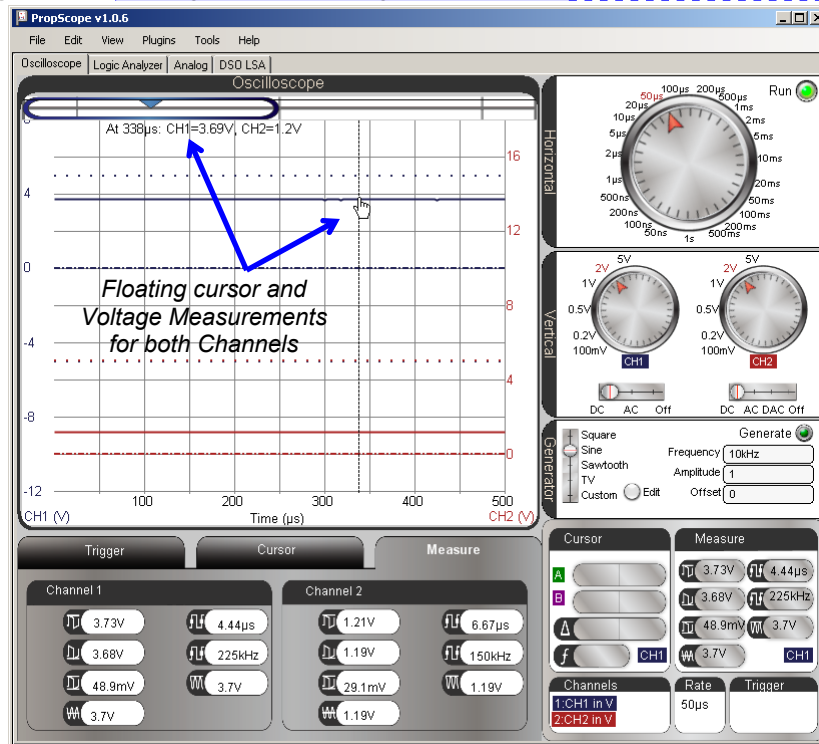 PropScope v1.0.6
File Edit View Plugins Tools Help
Oscilloscope Logic Analyzer Analog DSO LSA
Oscilloscope
At 338µs: CH1=3.69V, CH2=1.2V
4
0
-4
-8
-12
16
12
8
4
0
Floating cursor and
Voltage Measurements
for both Channels
100 200 300 400 500
CH1 (V) Time (µs) CH2 (V)
Horizontal
Run
50µs 100µs 200µs 500µs
20µs 1ms
10µs 2ms
5µs 5ms
2µs 10ms
1µs 20ms
500ns 50ms
200ns 100ms
100ns 50ns 1s 500ms 200ms
Vertical
5V 5V
2V 2V
1V 1V
0.5V 0.5V
0.2V 0.2V
100mV 100mV
CH1 CH2
DC AC Off DC AC DAC Off
Generator
Square
Sine
Sawtooth
TV
Custom Edit
Generate
Frequency 10kHz
Amplitude 1
Offset 0
Trigger Cursor Measure
Channel 1
3.73V 4.44µs
3.68V 225kHz
48.9mV 3.7V
3.7V
Channel 2
1.21V 6.67µs
1.19V 150kHz
29.1mV 1.19V
1.19V
Cursor
A
B
Δ
f CH1
Measure
3.73V 4.44µs
3.68V 225kHz
48.9mV 3.7V
3.7V CH1
Channels
1:CH1 in V
2:CH2 in V
Rate
50µs
Trigger